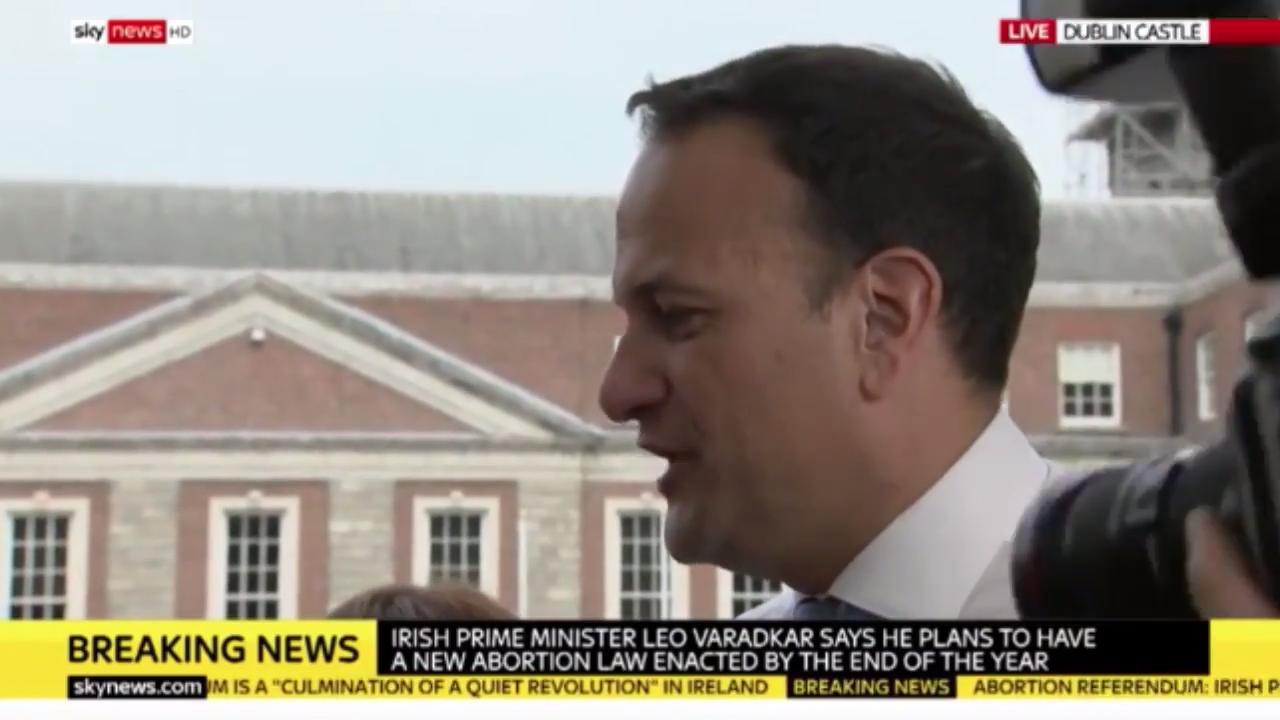 sky news HD
LIVE DUBLIN CASTLE
BREAKING NEWS
IRISH PRIME MINISTER LEO VARADKAR SAYS HE PLANS TO HAVE
A NEW ABORTION LAW ENACTED BY THE END OF THE YEAR
skynews.com IS A "CULMINATION OF A QUIET REVOLUTION" IN IRELAND BREAKING NEWS ABORTION REFERENDUM: IRISH